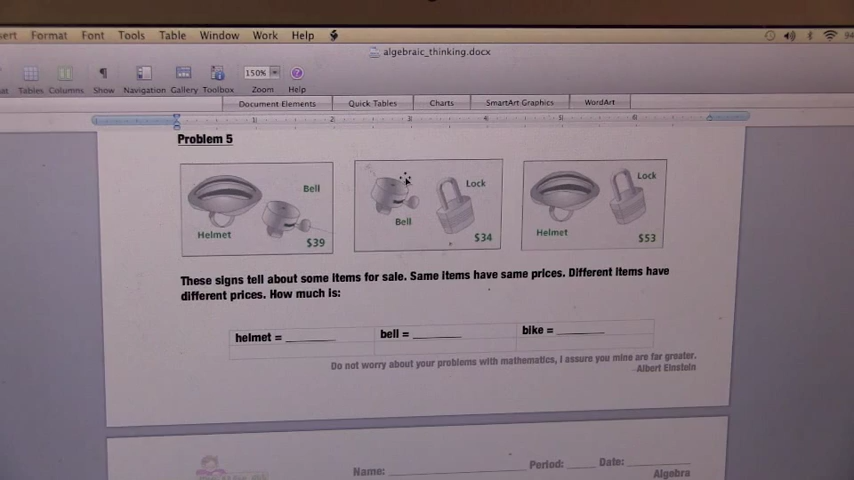 Format Font Tools Table Window Work Help
algebraic_thinking.docx
Tables Columns Show Navigation Gallery Toolbox Zoom Help
150%
Document Elements Quick Tables Charts SmartArt Graphics WordArt
Problem 5
Bell
Helmet
$39
Lock
Bell
$34
Lock
Helmet
$53
These signs tell about some items for sale. Same items have same prices. Different items have
different prices. How much is:
helmet = ______ bell = ______ bike = ______
Do not worry about your problems with mathematics, I assure you mine are far greater.
Albert Einstein
Name: ______ Period: ____ Date: ______
Algebra